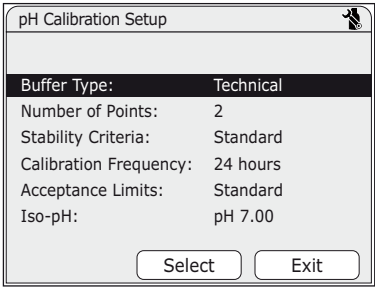 pH Calibration Setup
Buffer Type: Technical
Number of Points: 2
Stability Criteria: Standard
Calibration Frequency: 24 hours
Acceptance Limits: Standard
Iso-pH: pH 7.00
Select Exit